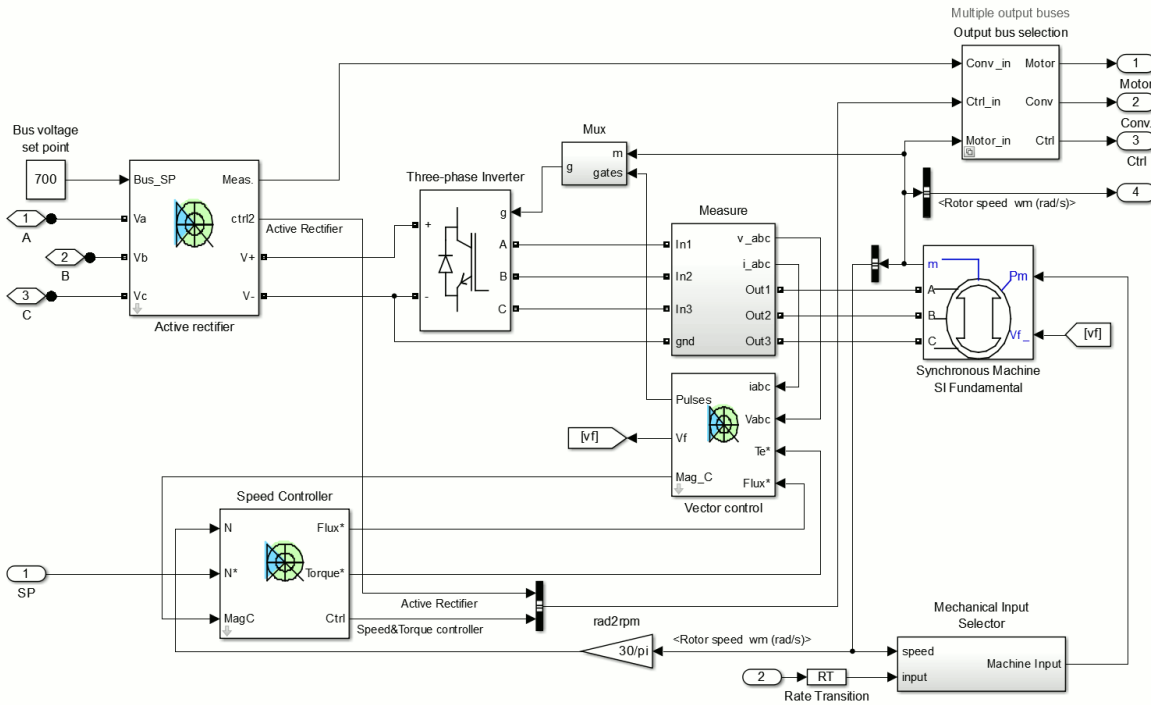 Multiple output buses
Output bus selection
Conv_in
Motor
1
Motor
Ctrl_in
Conv
2
Conv.
Motor_in
Ctrl
3
Ctrl
4
<Rotor speed wm (rad/s)>
Bus voltage
set point
700
Bus_SP
Meas.
1
Va
ctrl2
A
Active Rectifier
2
Vb
V+
B
3
Vc
V-
C
Active rectifier
Mux
m
g
gates
Three-phase Inverter
g
+
A
B
-
C
Measure
v_abc
In1
i_abc
In2
Out1
In3
Out2
gnd
Out3
m
Pm
A
B
Vf_
C
[vf]
Synchronous Machine
SI Fundamental
iabc
Pulses
Vabc
[vf]
Vf
Te*
Mag_C
Flux*
Vector control
Speed Controller
N
Flux*
1
N*
Torque*
SP
MagC
Ctrl
Active Rectifier
Speed&Torque controller
rad2rpm
30/pi
<Rotor speed wm (rad/s)>
Mechanical Input
Selector
speed
Machine Input
input
2
RT
Rate Transition